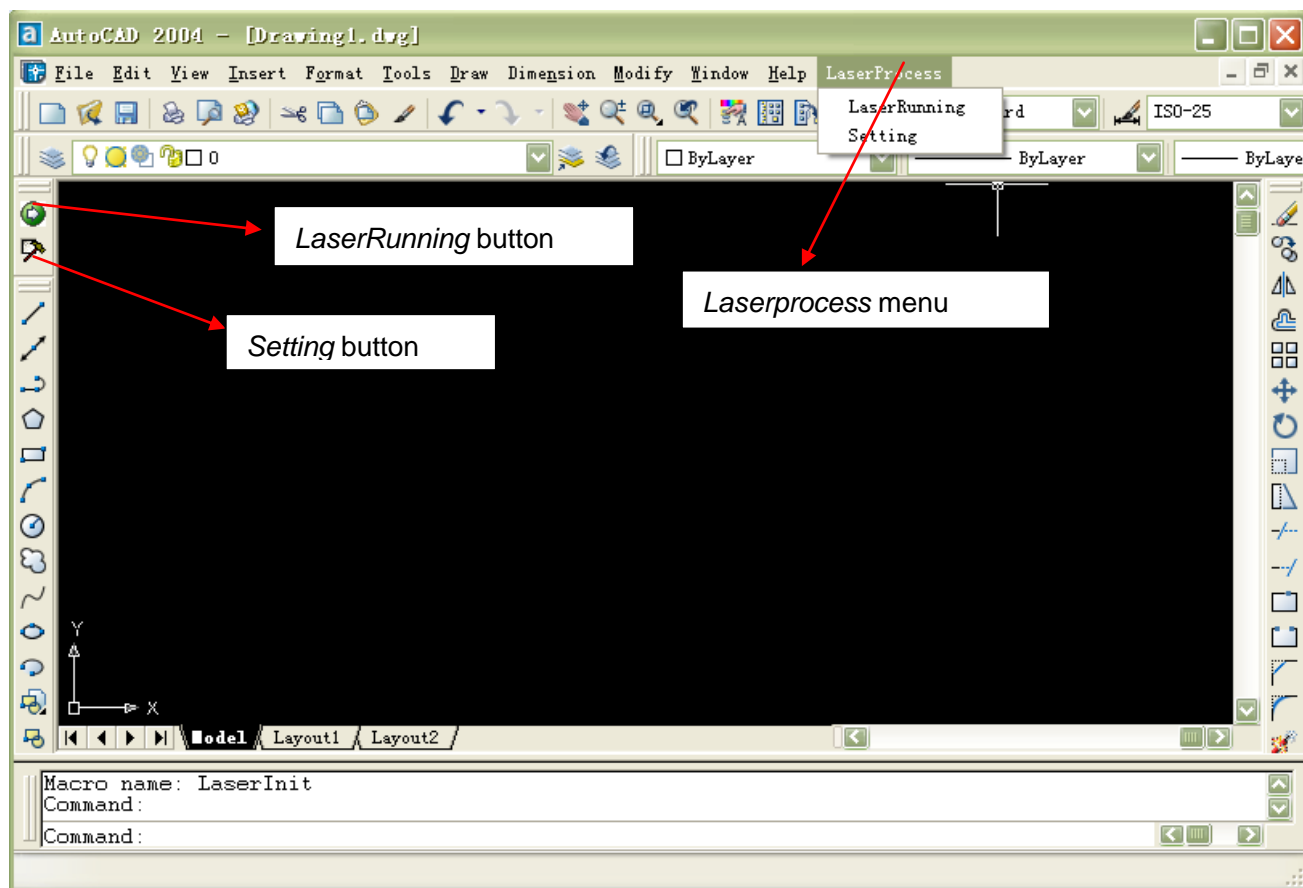 AutoCAD 2004 - [Drawing1.dwg]
File Edit View Insert Format Tools Draw Dimension Modify Window Help LaserProcess
LaserRunning
Setting
rd
ISO-25
0
ByLayer
ByLayer
ByLaye
LaserRunning button
Laserprocess menu
Setting button
Y
X
Model Layout1 Layout2
Macro name: LaserInit
Command:
Command: